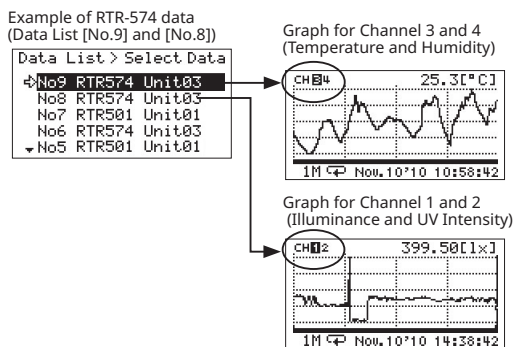 Example of RTR-574 data
(Data List [No.9] and [No.8])
Data List > Select Data
No9 RTR574 Unit03
No8 RTR574 Unit03
No7 RTR501 Unit01
No6 RTR574 Unit03
No5 RTR501 Unit01
Graph for Channel 3 and 4
(Temperature and Humidity)
CH 3 4 25.3[°C]
1M Nov.10'10 10:58:42
Graph for Channel 1 and 2
(Illuminance and UV Intensity)
CH 1 2 399.50[lx]
1M Nov.10'10 14:38:42